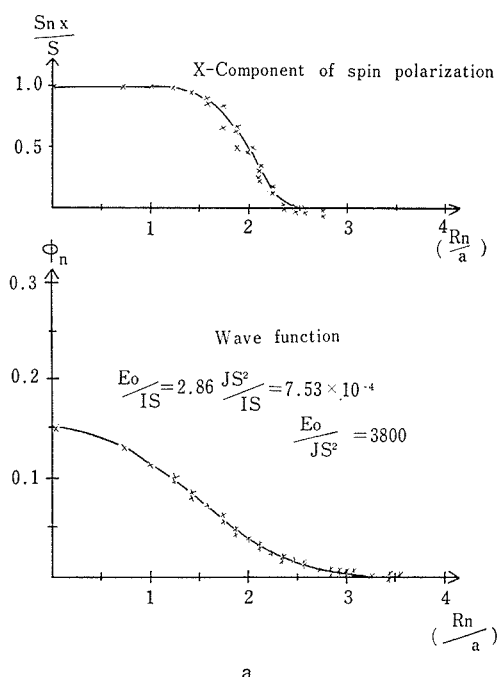 Sn x / S
X-Component of spin polarization
1.0
0.5
1 2 3 4
(Rn/a)
ϕn
0.3
Wave function
Eo/IS=2.86 JS²/IS=7.53×10⁻⁴
0.2
Eo/JS² =3800
0.1
1 2 3 4
(Rn/a)
a